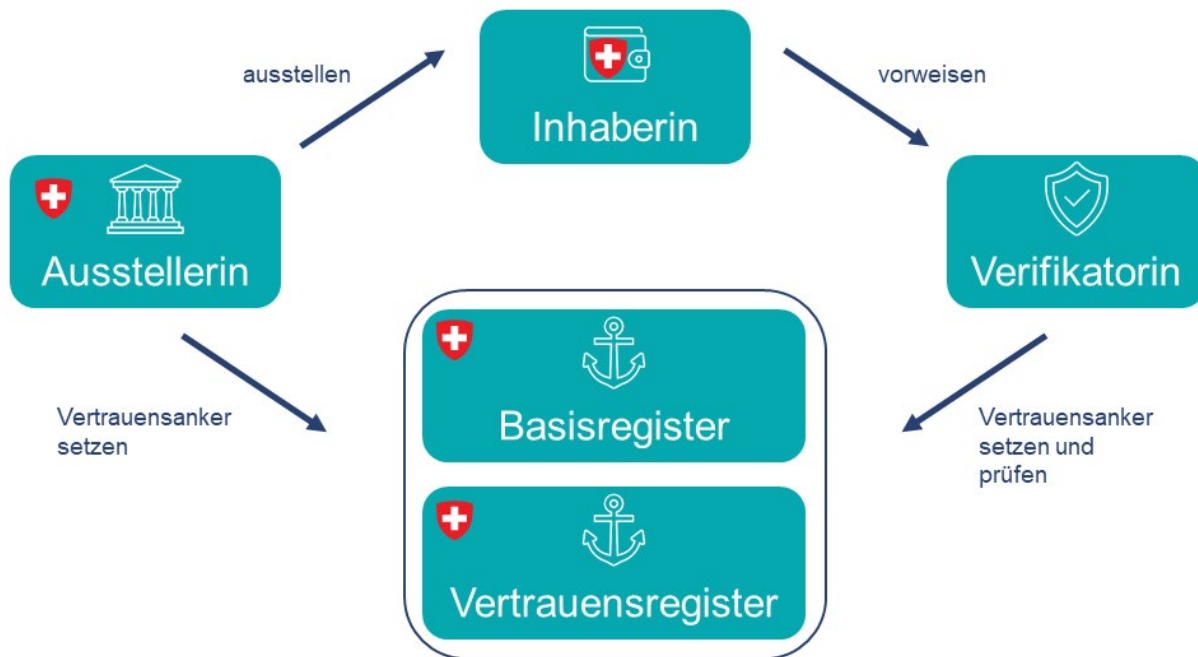 ausstellen
Inhaberin
vorweisen
Ausstellerin
Verifikatorin
Basisregister
Vertrauensanker
setzen
Vertrauensanker
setzen und
prüfen
Vertrauensregister